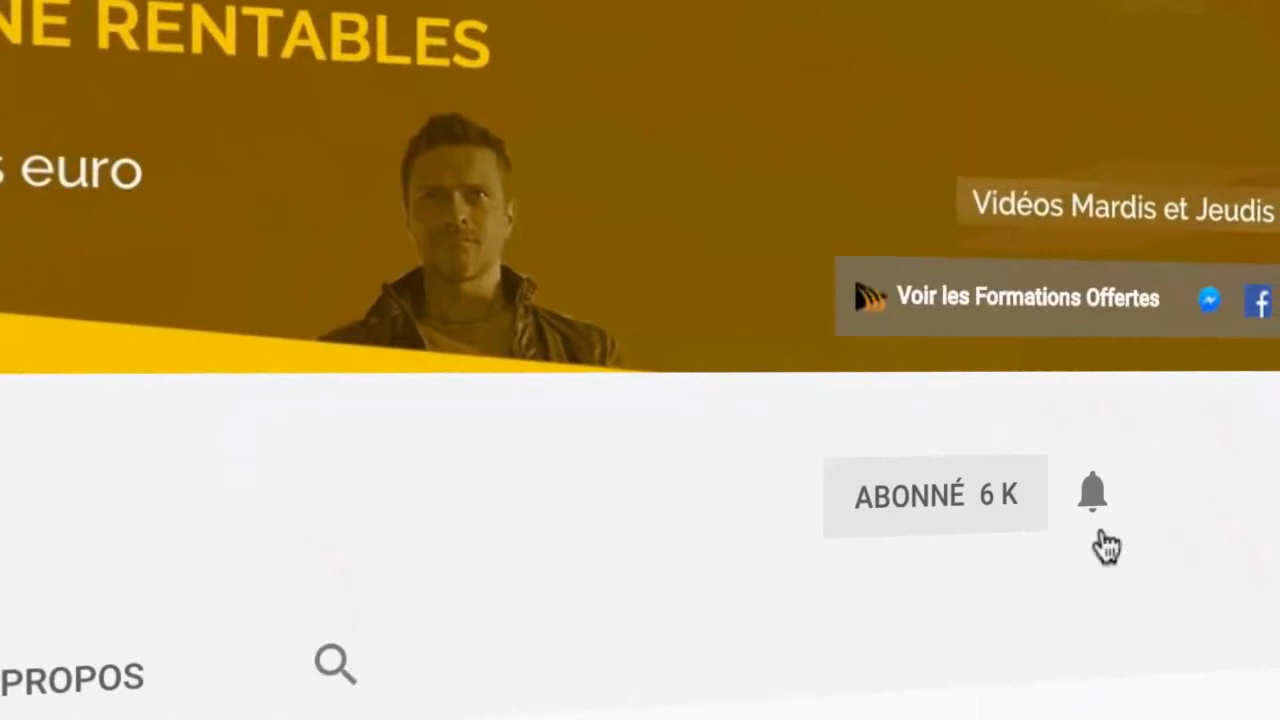 NE RENTABLES
s euro
Vidéos Mardis et Jeudis
Voir les Formations Offertes
ABONNÉ 6 K
PROPOS